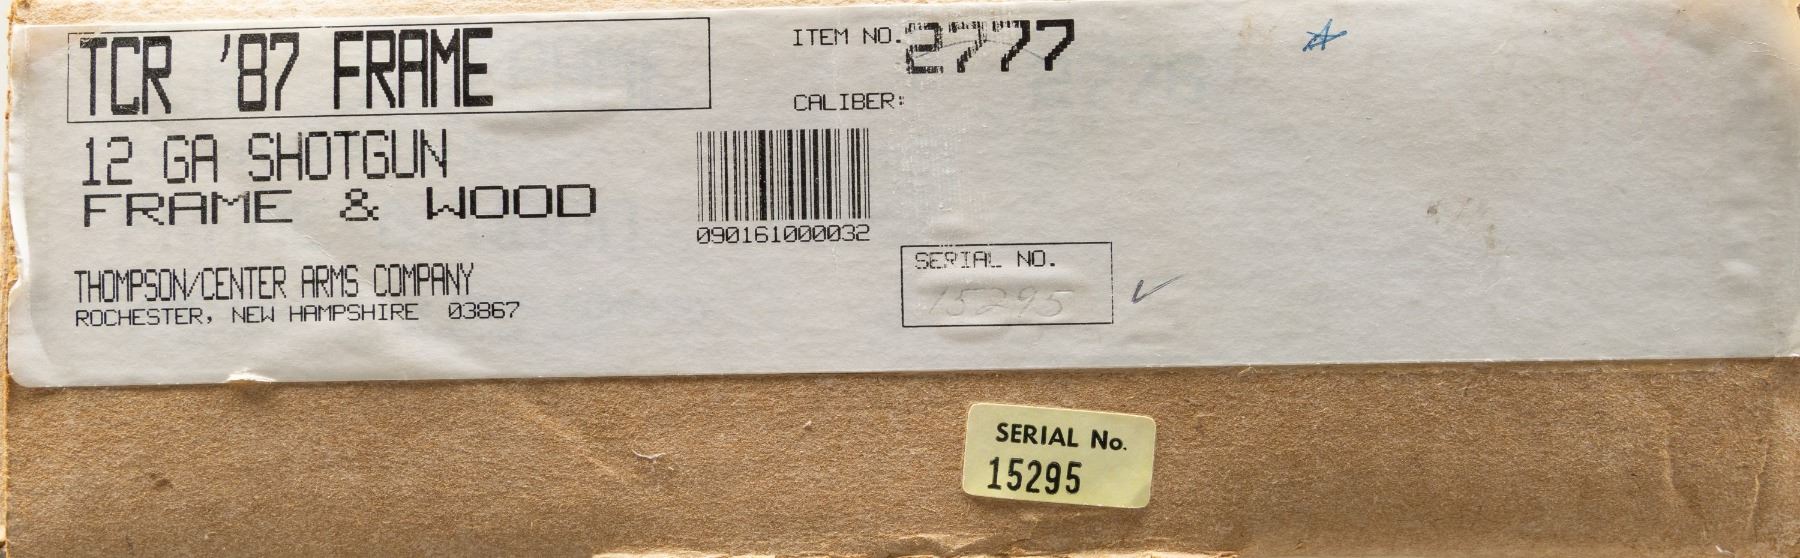 TCR '87 FRAME
ITEM NO. 2777
CALIBER:
12 GA SHOTGUN
FRAME & WOOD
090161000032
THOMPSON/CENTER ARMS COMPANY
ROCHESTER, NEW HAMPSHIRE 03867
SERIAL NO.
15295
SERIAL No.
15295